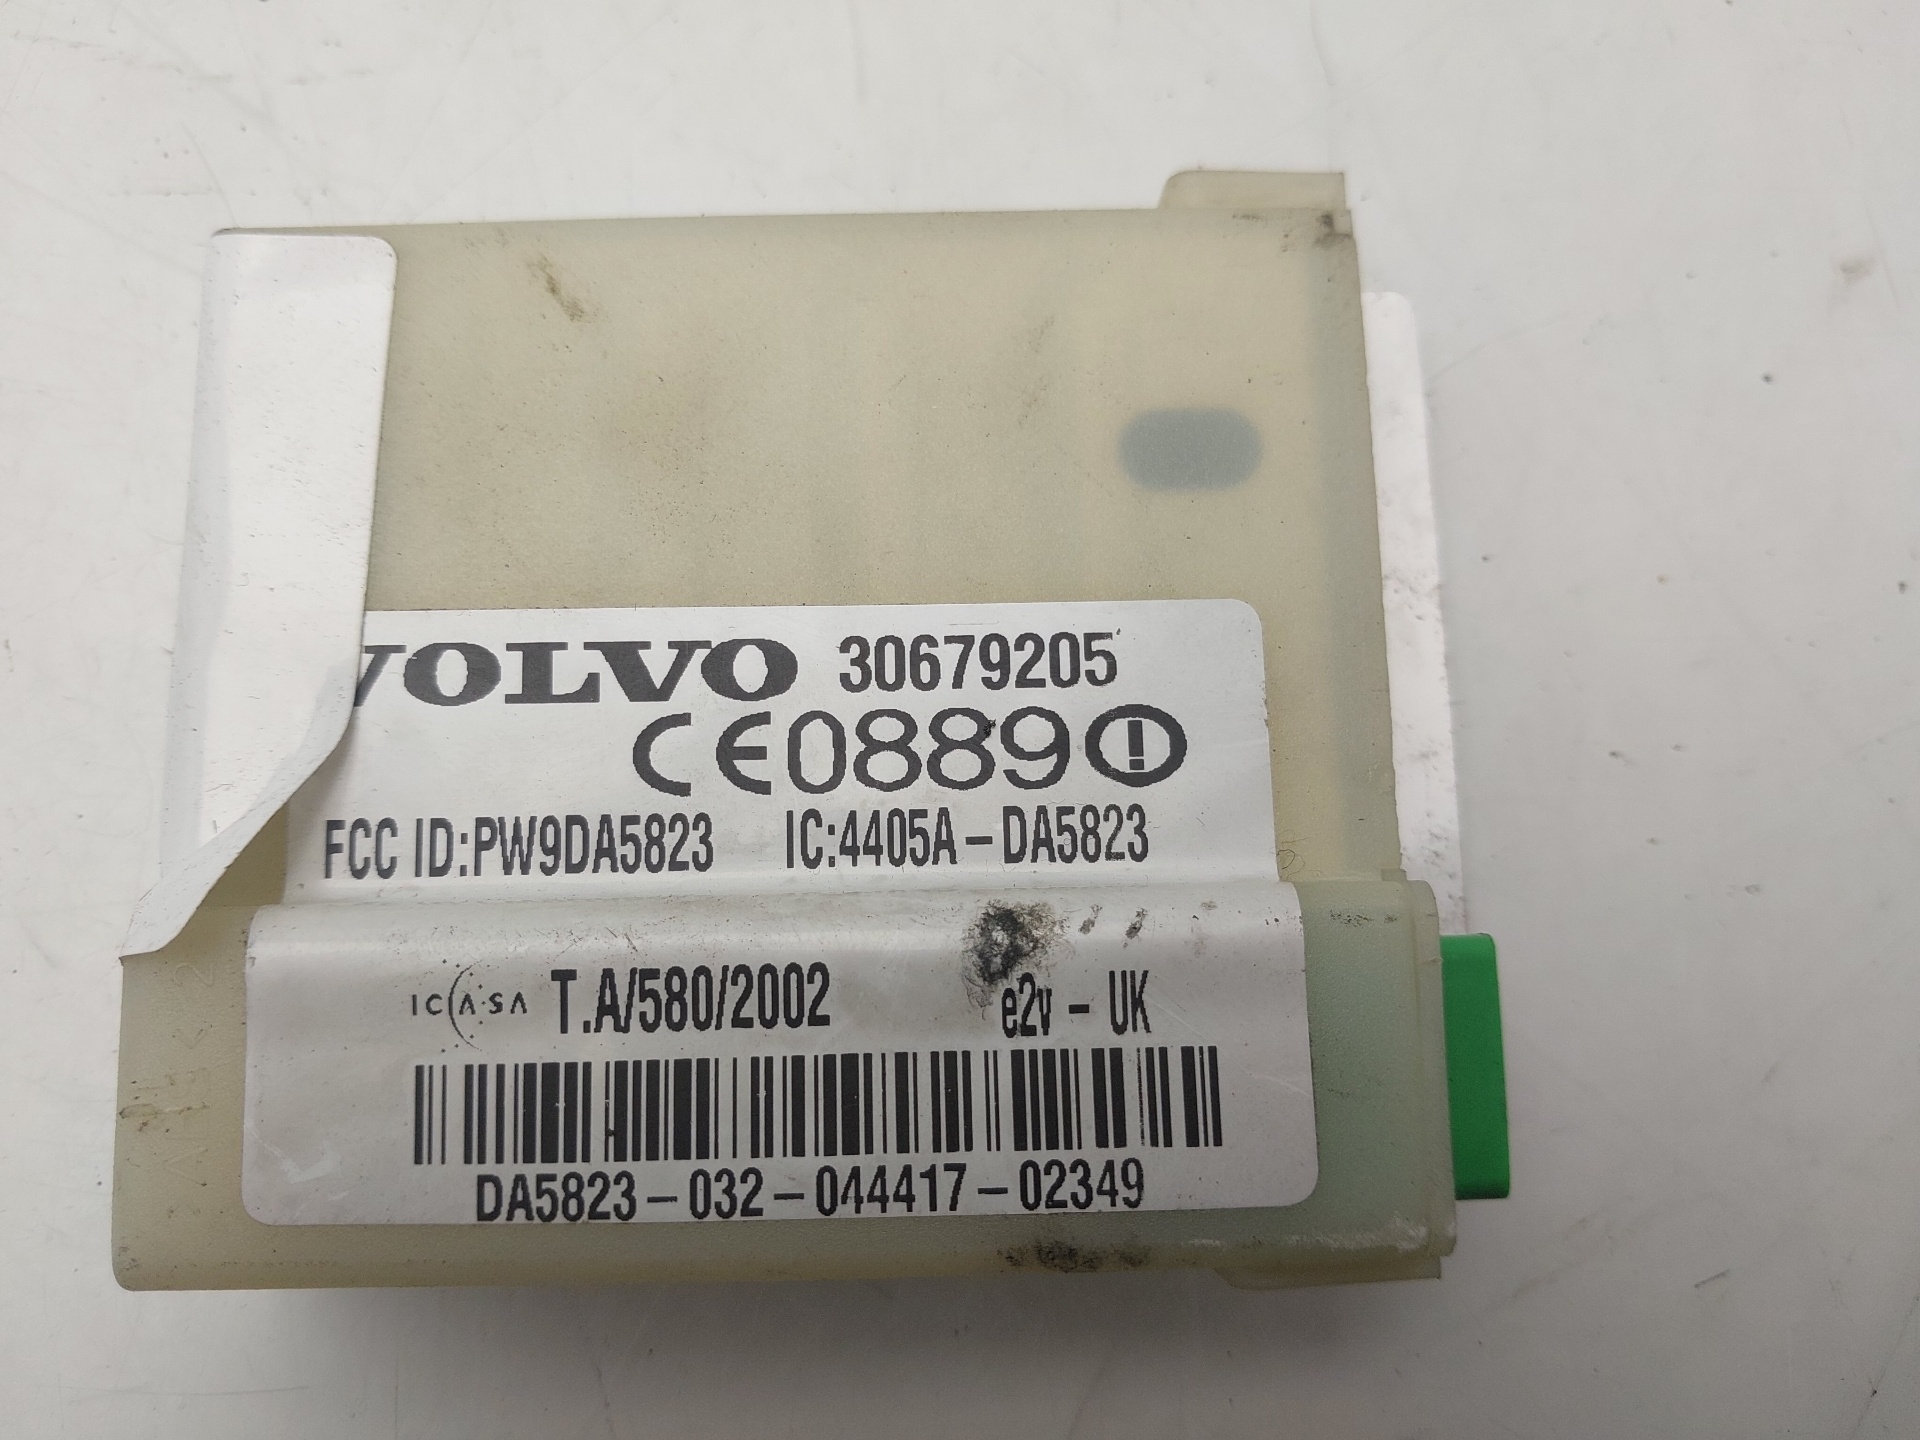 VOLVO 30679205
CE0889
FCC ID:PW9DA5823 IC:4405A-DA5823
ICASA T.A/580/2002 e2v - UK
DA5823-032-044417-02349